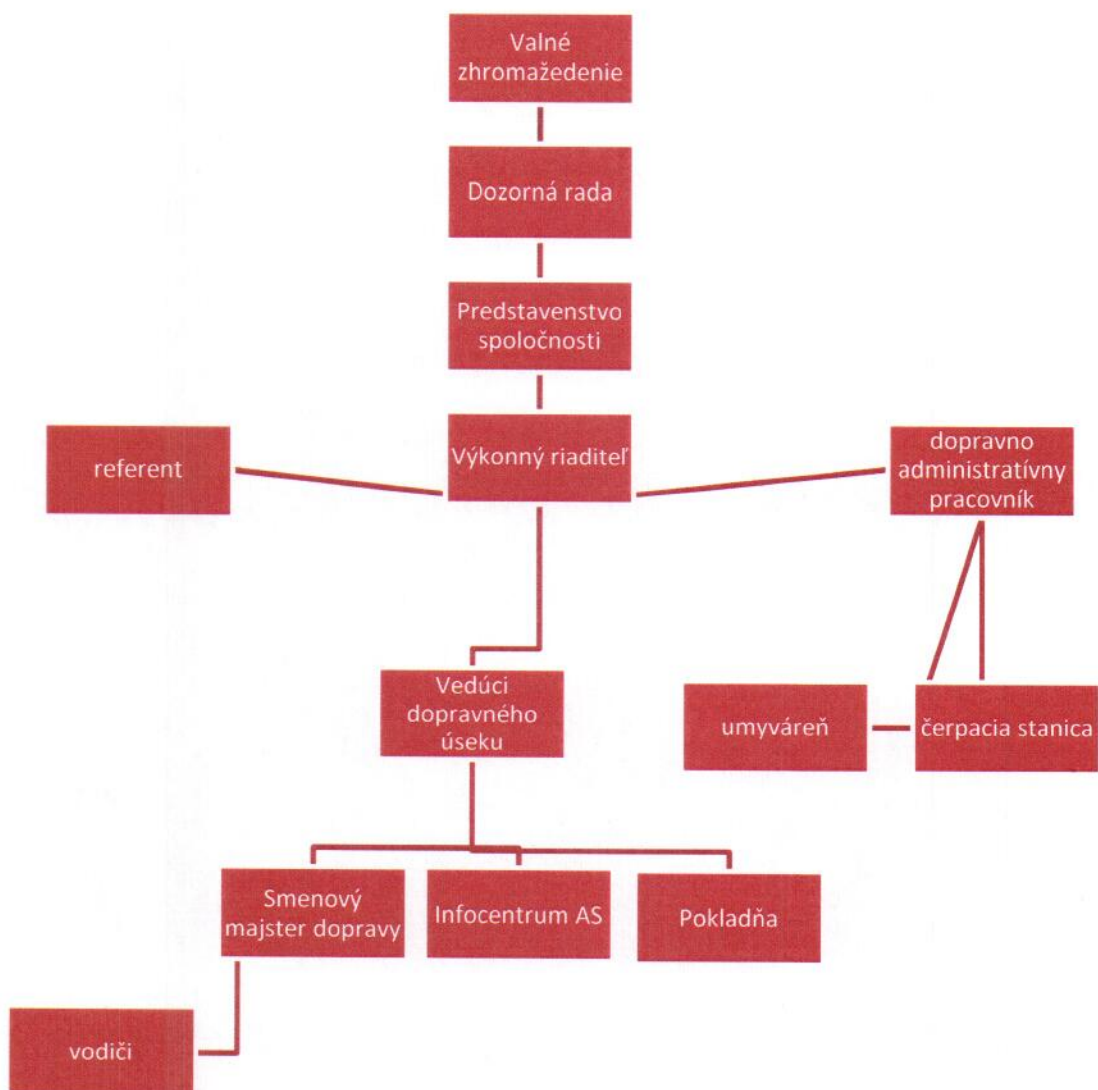 Valné
zhromaždenie
Dozorná rada
Predstavenstvo
spoločnosti
Výkonný riaditeľ
referent
dopravno
administratívny
pracovník
Vedúci
dopravného
úseku
umyváreň
čerpacia stanica
Smenový
majster dopravy
Infocentrum AS
Pokladňa
vodiči